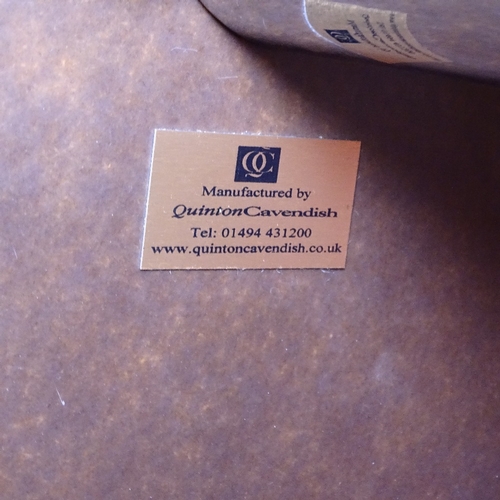 QC
Manufactured by
QuintonCavendish
Tel: 01494 431200
www.quintoncavendish.co.uk